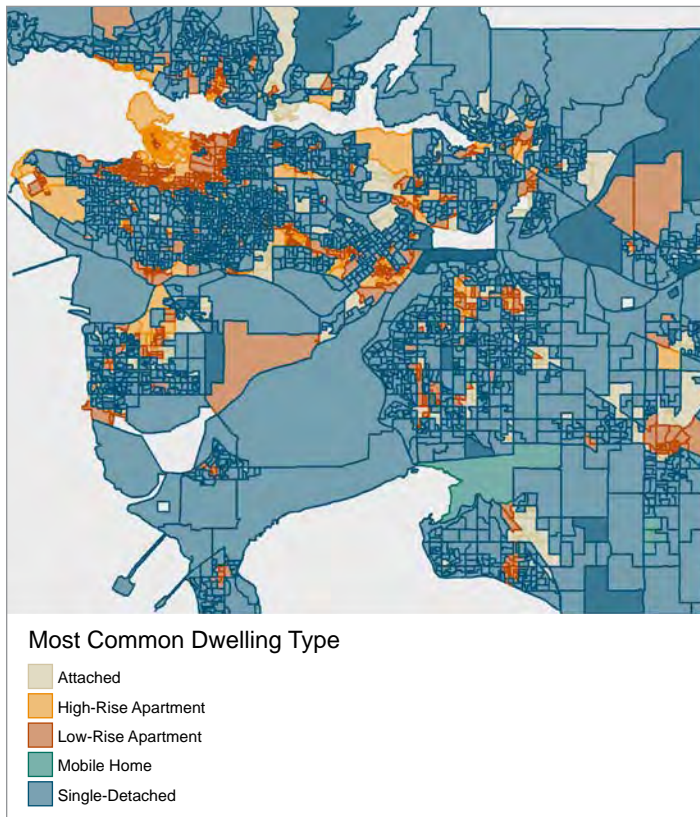 Most Common Dwelling Type
Attached
High-Rise Apartment
Low-Rise Apartment
Mobile Home
Single-Detached